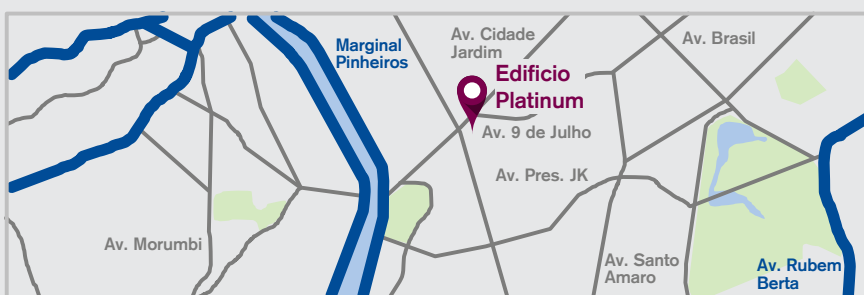 Marginal
Pinheiros
Av. Cidade
Jardim
Av. Brasil
Edificio
Platinum
Av. 9 de Julho
Av. Pres. JK
Av. Morumbi
Av. Santo
Amaro
Av. Rubem
Berta